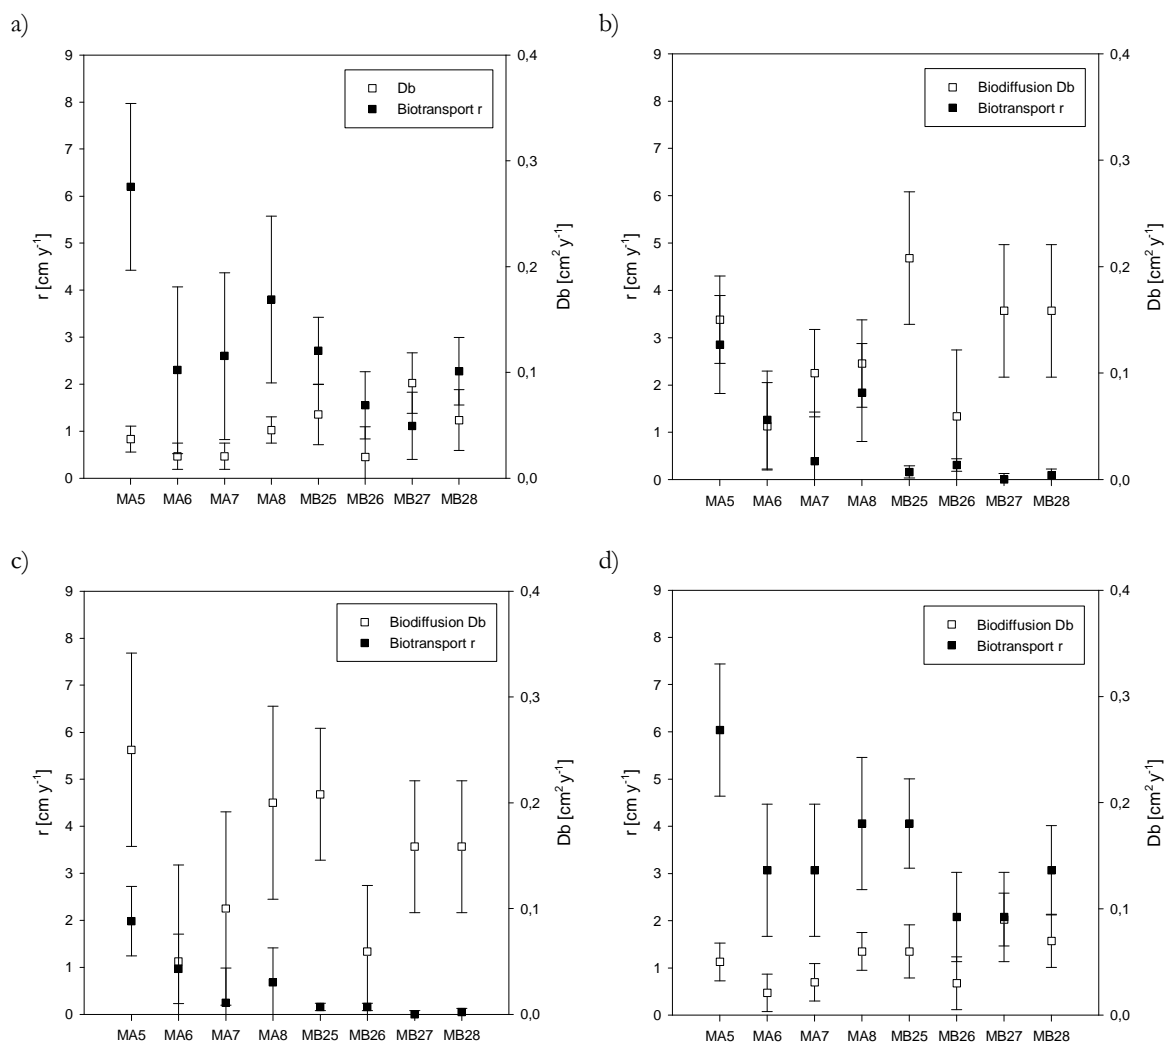 a)
9
8
7
6
5
4
3
2
1
0
r [cm y-1]
0,4
0,3
0,2
0,1
0,0
Db [cm2 y-1]
Db
Biotransport r
MA5 MA6 MA7 MA8 MB25 MB26 MB27 MB28
b)
9
8
7
6
5
4
3
2
1
0
r [cm y-1]
0,4
0,3
0,2
0,1
0,0
Db [cm2 y-1]
Biodiffusion Db
Biotransport r
MA5 MA6 MA7 MA8 MB25 MB26 MB27 MB28
c)
9
8
7
6
5
4
3
2
1
0
r [cm y-1]
0,4
0,3
0,2
0,1
0,0
Db [cm2 y-1]
Biodiffusion Db
Biotransport r
MA5 MA6 MA7 MA8 MB25 MB26 MB27 MB28
d)
9
8
7
6
5
4
3
2
1
0
r [cm y-1]
0,4
0,3
0,2
0,1
0,0
Db [cm2 y-1]
Biodiffusion Db
Biotransport r
MA5 MA6 MA7 MA8 MB25 MB26 MB27 MB28